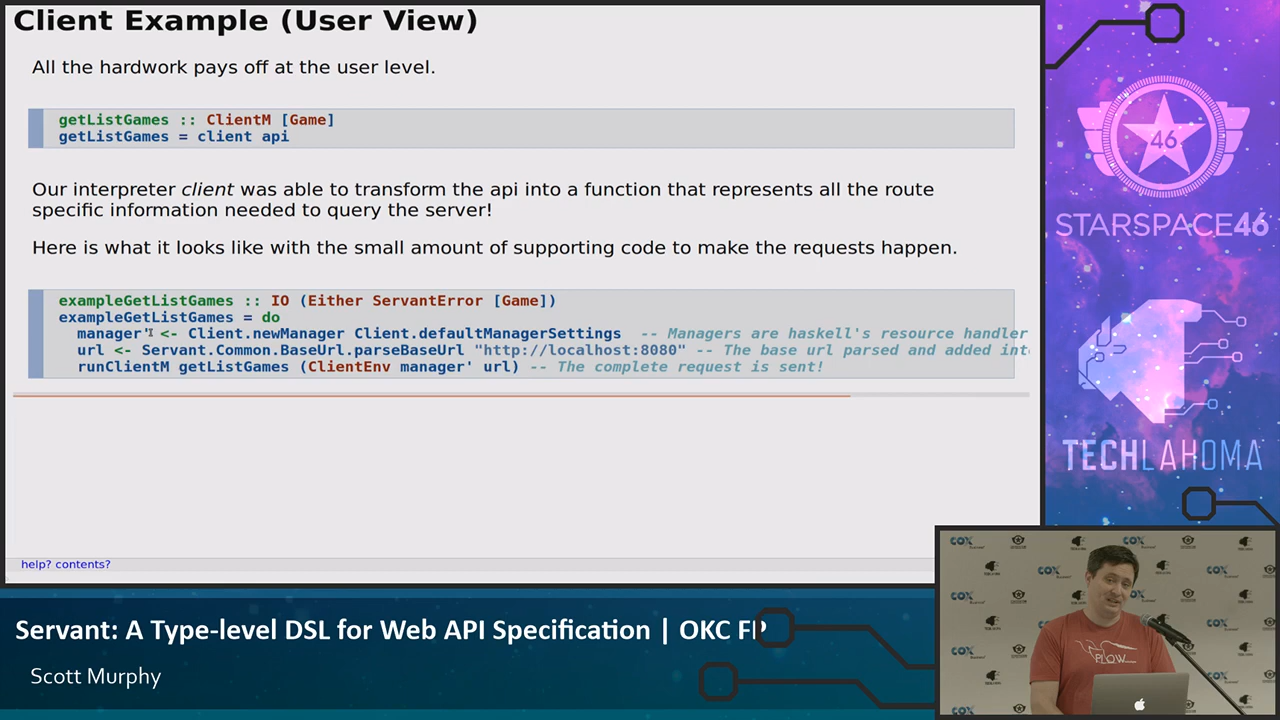 Client Example (User View)
All the hardwork pays off at the user level.
getListGames :: ClientM [Game]
getListGames = client api
Our interpreter client was able to transform the api into a function that represents all the route
specific information needed to query the server!
Here is what it looks like with the small amount of supporting code to make the requests happen.
exampleGetListGames :: IO (Either ServantError [Game])
exampleGetListGames = do
manager' <- Client.newManager Client.defaultManagerSettings -- Managers are haskell's resource handler
url <- Servant.Common.BaseUrl.parseBaseUrl "http://localhost:8080" -- The base url parsed and added int
runClientM getListGames (ClientEnv manager' url) -- The complete request is sent!
help? contents?
46
STARSPACE46
TECHLAHOMA
Servant: A Type-level DSL for Web API Specification | OKC FP
Scott Murphy
COX
PLOW